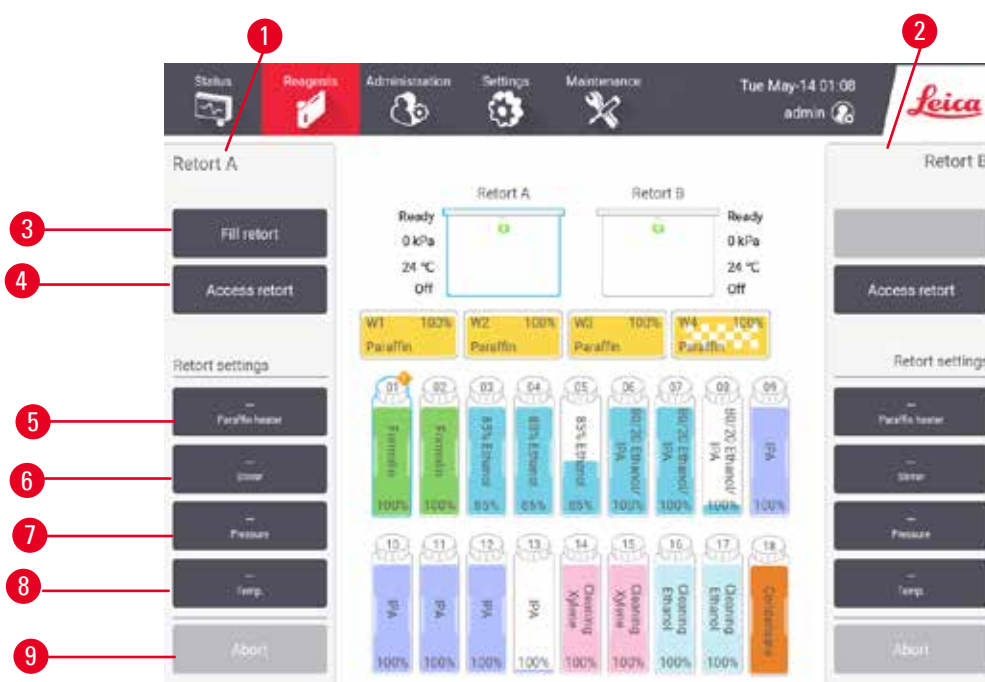 1
2
Status Reagents Administration Settings Maintenance
Tue May-14 01:08
admin
Leica
Retort A
Retort B
3
Fill retort
4
Access retort
Retort settings
5
--
Paraffin heater
6
--
Stirrer
7
--
Pressure
8
--
Temp.
9
Abort
Retort A
Ready
0 kPa
24 °C
Off
Retort B
Ready
0 kPa
24 °C
Off
W1 100%
Paraffin
W2 100%
Paraffin
W3 100%
Paraffin
W4 100%
Paraffin
01
Formalin
100%
02
Formalin
100%
03
85% Ethanol
85%
04
85% Ethanol
85%
05
85% Ethanol
85%
06
80/20 Ethanol/
IPA
100%
07
80/20 Ethanol/
IPA
100%
08
80/20 Ethanol/
IPA
100%
09
IPA
100%
10
IPA
100%
11
IPA
100%
12
IPA
100%
13
IPA
100%
14
Cleaning
Xylene
100%
15
Cleaning
Xylene
100%
16
Cleaning
Ethanol
100%
17
Cleaning
Ethanol
100%
18
Condensate
Access retort
Retort settings
--
Paraffin heater
--
Stirrer
--
Pressure
--
Temp.
Abort